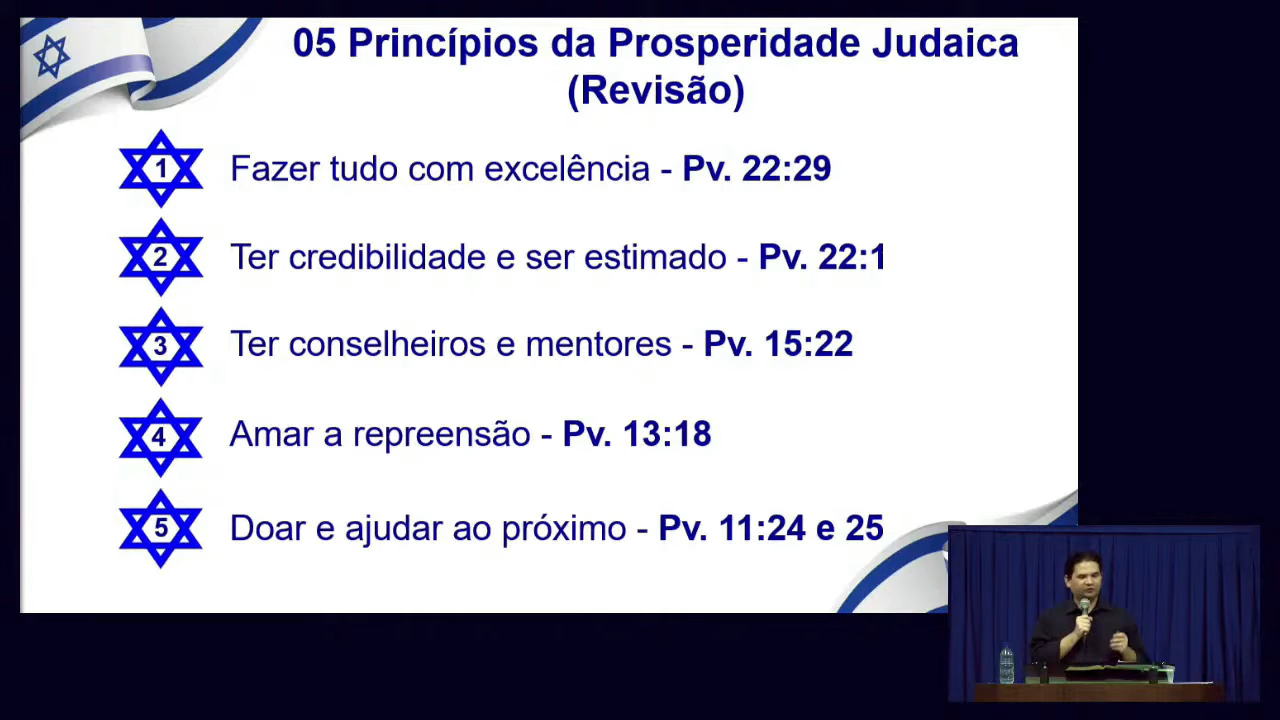 05 Princípios da Prosperidade Judaica
(Revisão)
1 Fazer tudo com excelência - Pv. 22:29
2 Ter credibilidade e ser estimado - Pv. 22:1
3 Ter conselheiros e mentores - Pv. 15:22
4 Amar a repreensão - Pv. 13:18
5 Doar e ajudar ao próximo - Pv. 11:24 e 25